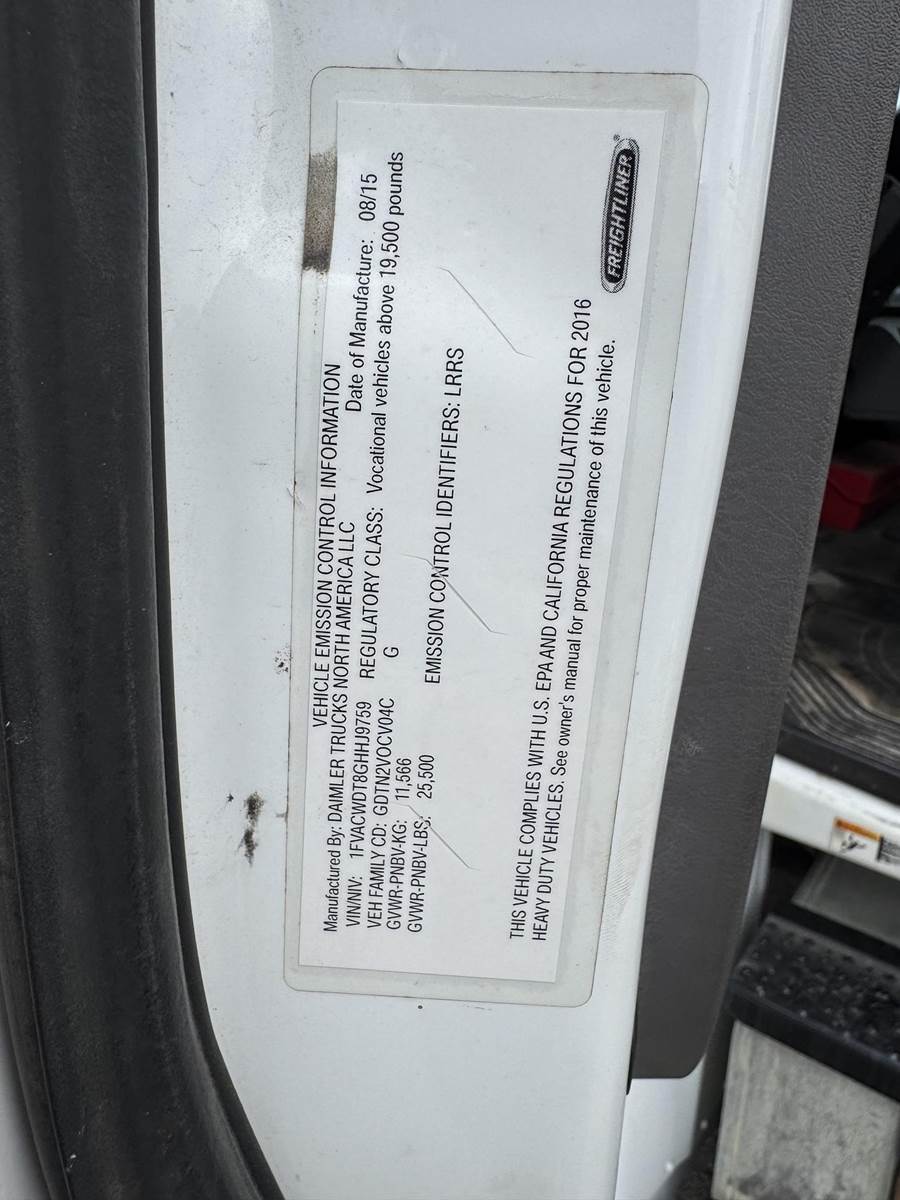 VEHICLE EMISSION CONTROL INFORMATION
Manufactured By: DAIMLER TRUCKS NORTH AMERICA LLC Date of Manufacture: 08/15
VIN/NIV: 1FVACWDT8GHHJ9759 REGULATORY CLASS: Vocational vehicles above 19,500 pounds
VEH FAMILY CD: GDTN2VOCV04C G
GVWR-PNBV-KG: 11,566
GVWR-PNBV-LBS: 25,500
EMISSION CONTROL IDENTIFIERS: LRRS
THIS VEHICLE COMPLIES WITH U.S. EPA AND CALIFORNIA REGULATIONS FOR 2016
HEAVY DUTY VEHICLES. See owner's manual for proper maintenance of this vehicle.
FREIGHTLINER®